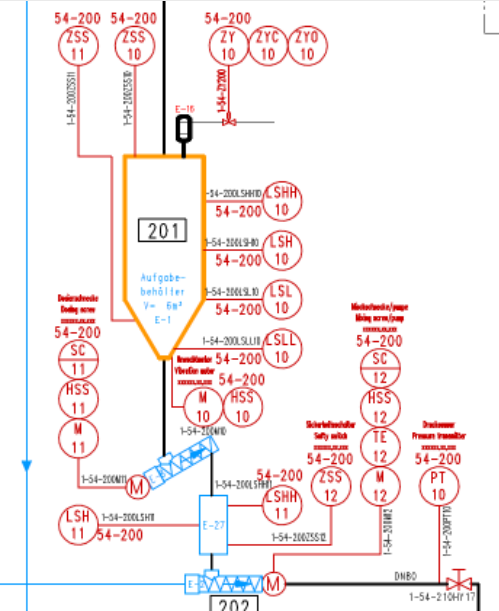 54-200
54-200
54-200
ZSS
11
ZSS
10
ZY
10
ZYC
10
ZYO
10
1-54-200ZSS11
1-54-200ZSS10
1-54-ZY200
E-16
-54-200LSHH10
LSHH
10
54-200
201
1-54-200LSH10
LSH
10
54-200
Aufgabe-
behölter
V= 6m³
E-1
1-54-200LSL10
LSL
10
54-200
Dosierschnecke
Dosing screw
54-200
SC
11
HSS
11
M
11
1-54-200LSLL10
LSLL
10
54-200
Vibration motor
54-200
M
10
HSS
10
1-54-200M10
Mischschnecke/pumpe
Mixing screw/pump
54-200
SC
12
HSS
12
TE
12
M
12
Sicherheitsschalter
Safty switch
54-200
ZSS
12
Pressure transmitter
54-200
PT
10
1-54-200M11
M
1-54-200LSHH11
54-200
LSHH
11
LSH
11
1-54-200LSH11
54-200
E-27
1-54-200ZSS12
1-54-200M12
1-54-200PT10
M
DN80
1-54-210HY17
202